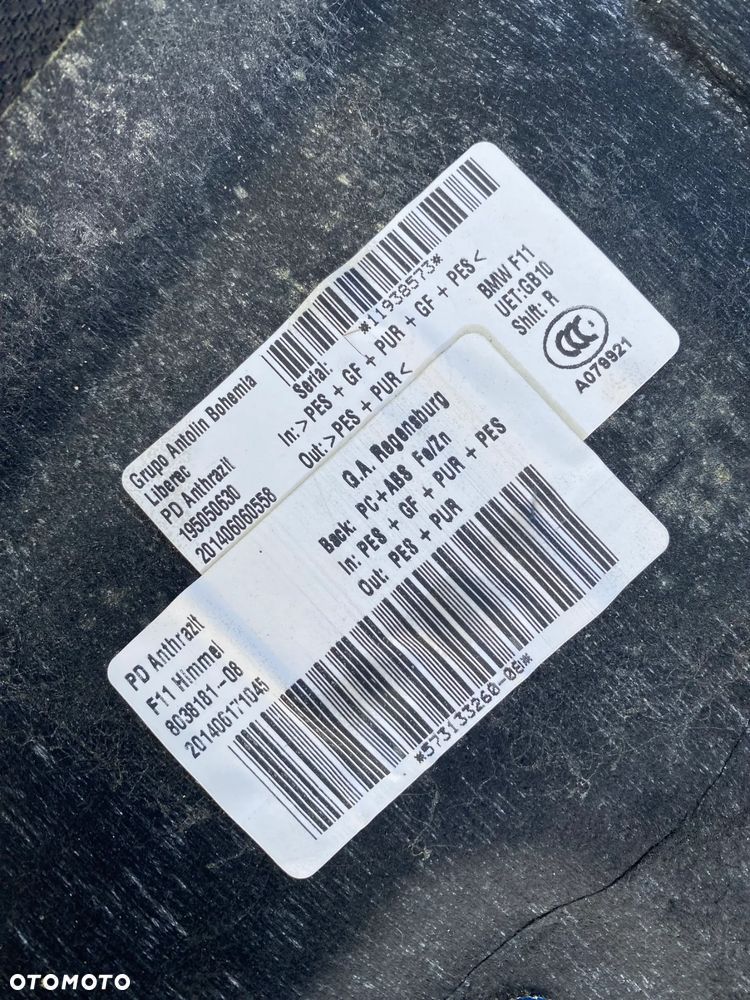 Grupo Antolin Bohemia
Liberec
PD Anthrazit
195050630
201406060558
*11938573*
Serial:
In:>PES + GF + PUR + GF + PES<
Out:>PES + PUR<
BMW F11
UET:GB10
Shift: R
CCC
A079921
G.A. Regensburg
Back: PC+ABS Fe/Zn
In: PES + GF + PUR + PES
Out: PES + PUR
PD Anthrazit
F11 Himmel
8038181-08
201406171045
*573133260-08*
OTOMOTO